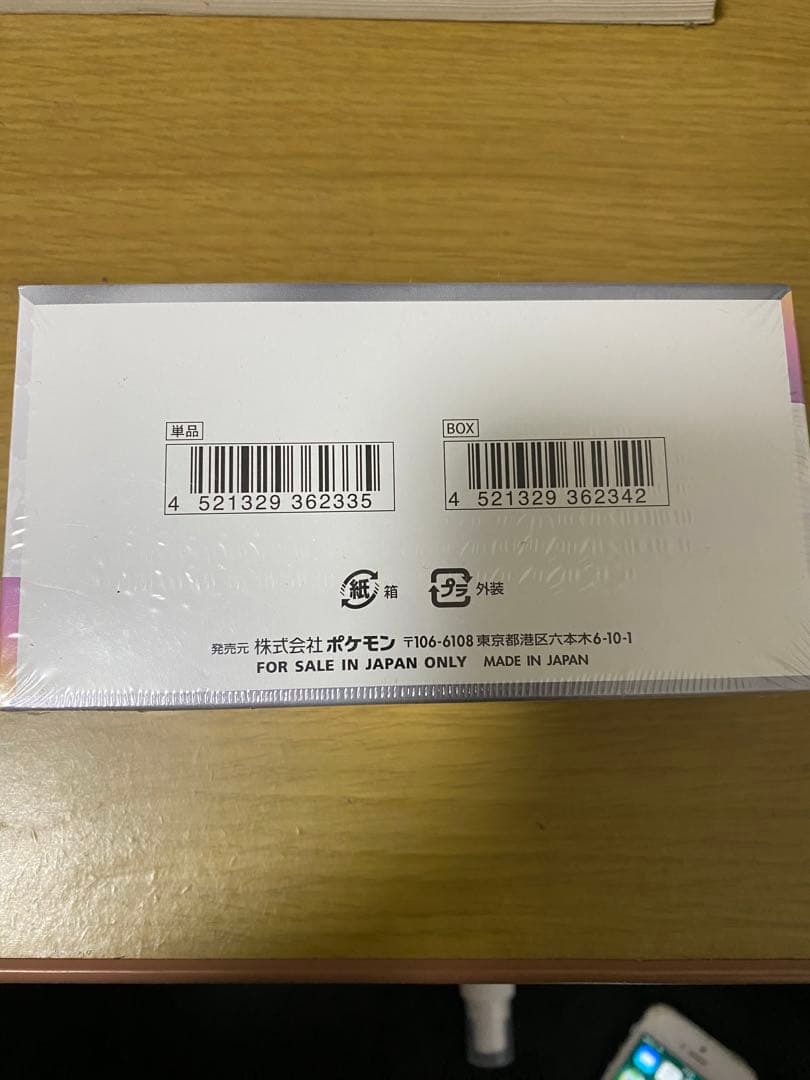 単品
4 521329 362335
BOX
4 521329 362342
紙 箱
プラ 外装
発売元 株式会社 ポケモン 〒106-6108 東京都港区六本木6-10-1
FOR SALE IN JAPAN ONLY MADE IN JAPAN